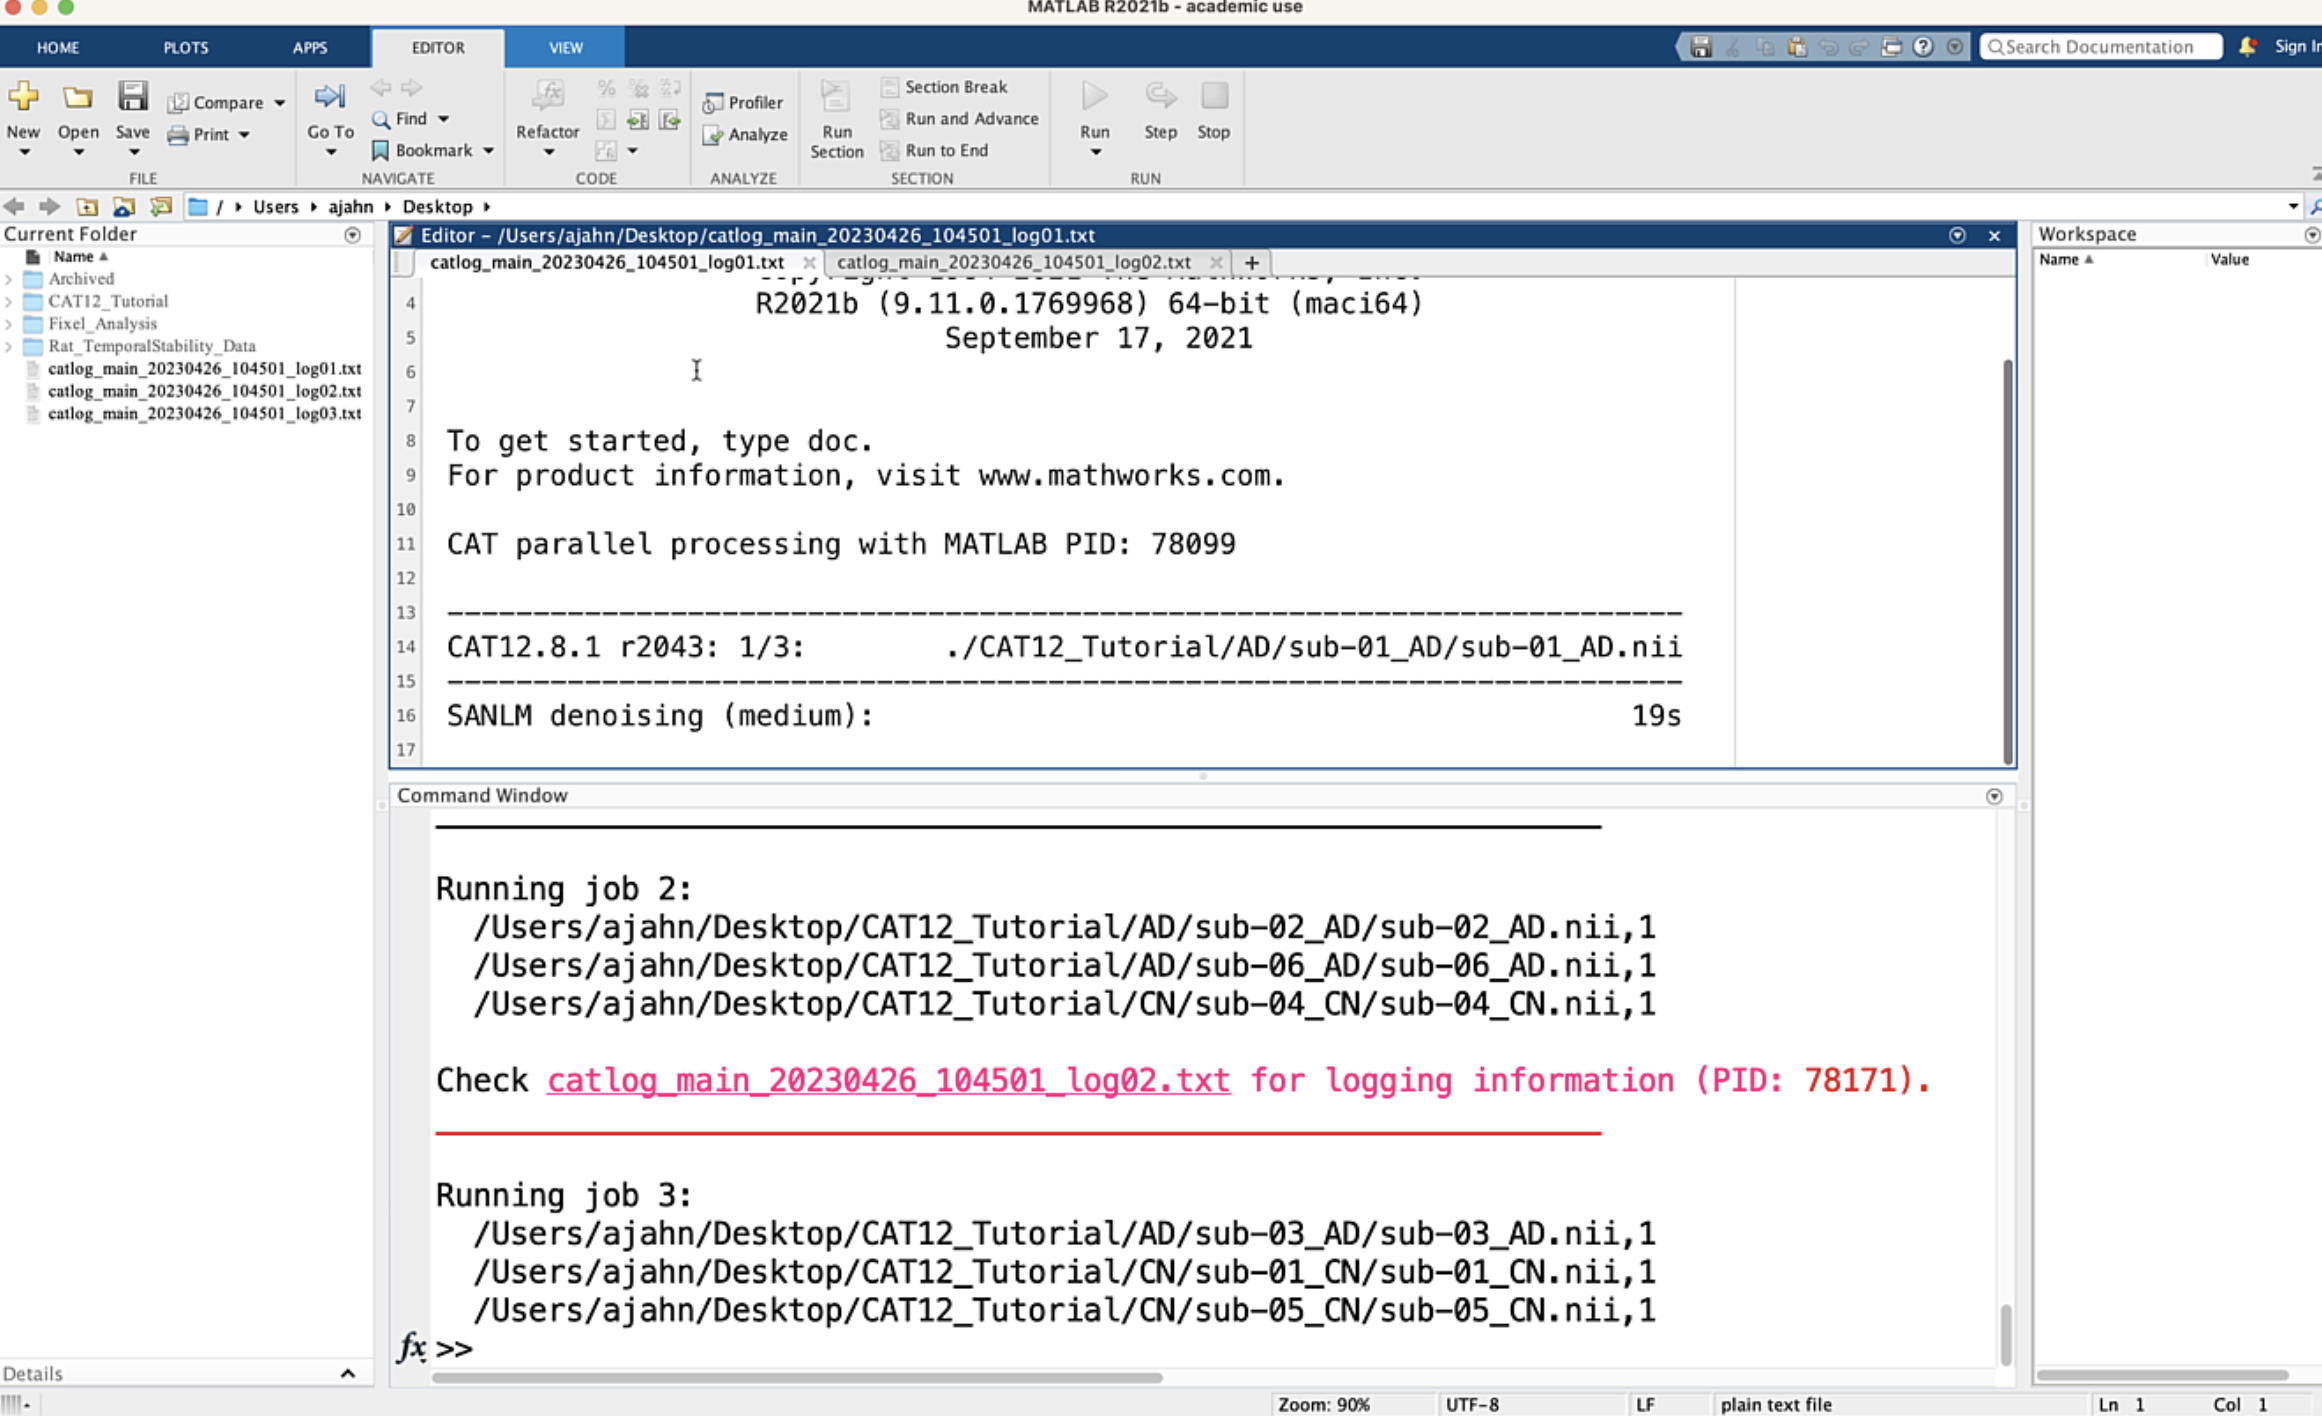 MATLAB R2021b - academic use
HOME PLOTS APPS EDITOR VIEW
Search Documentation
Sign In
New Open Save Compare Print
FILE
Go To Find Bookmark
NAVIGATE
Refactor
CODE
Profiler Analyze
ANALYZE
Run Section
Section Break
Run and Advance
Run to End
SECTION
Run Step Stop
RUN
/ Users ajahn Desktop
Current Folder
Name
Archived
CAT12_Tutorial
Fixel_Analysis
Rat_TemporalStability_Data
catlog_main_20230426_104501_log01.txt
catlog_main_20230426_104501_log02.txt
catlog_main_20230426_104501_log03.txt
Details
Editor - /Users/ajahn/Desktop/catlog_main_20230426_104501_log01.txt
catlog_main_20230426_104501_log01.txt catlog_main_20230426_104501_log02.txt +
4 R2021b (9.11.0.1769968) 64-bit (maci64)
5 September 17, 2021
6
7
8 To get started, type doc.
9 For product information, visit www.mathworks.com.
10
11 CAT parallel processing with MATLAB PID: 78099
12
13 ------------------------------------------------------------------------
14 CAT12.8.1 r2043: 1/3: ./CAT12_Tutorial/AD/sub-01_AD/sub-01_AD.nii
15 ------------------------------------------------------------------------
16 SANLM denoising (medium): 19s
17
Command Window
Running job 2:
/Users/ajahn/Desktop/CAT12_Tutorial/AD/sub-02_AD/sub-02_AD.nii,1
/Users/ajahn/Desktop/CAT12_Tutorial/AD/sub-06_AD/sub-06_AD.nii,1
/Users/ajahn/Desktop/CAT12_Tutorial/CN/sub-04_CN/sub-04_CN.nii,1
Check catlog_main_20230426_104501_log02.txt for logging information (PID: 78171).
Running job 3:
/Users/ajahn/Desktop/CAT12_Tutorial/AD/sub-03_AD/sub-03_AD.nii,1
/Users/ajahn/Desktop/CAT12_Tutorial/CN/sub-01_CN/sub-01_CN.nii,1
/Users/ajahn/Desktop/CAT12_Tutorial/CN/sub-05_CN/sub-05_CN.nii,1
fx >>
Workspace
Name Value
Zoom: 90% UTF-8 LF plain text file Ln 1 Col 1